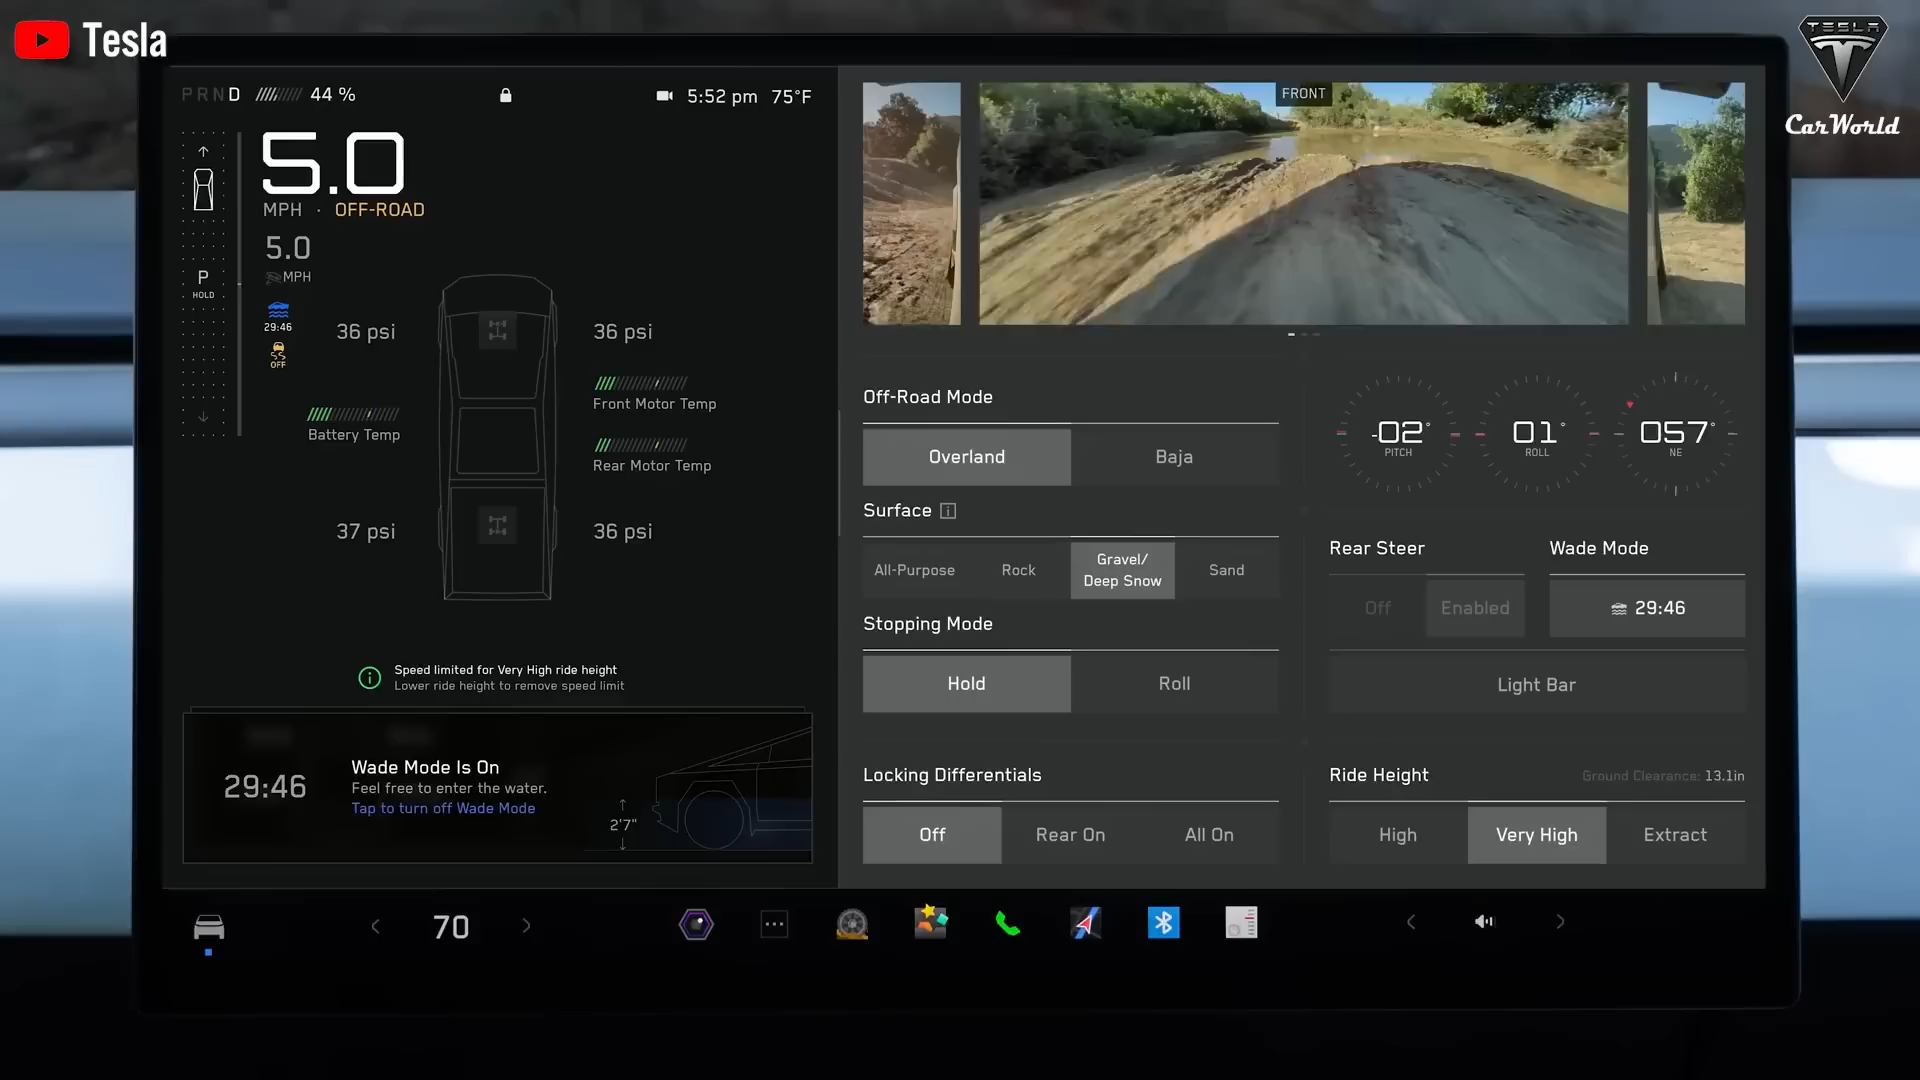 Tesla
TESLA
CarWorld
PRND
44 %
5:52 pm
75°F
5.0
MPH · OFF-ROAD
5.0
MPH
P
HOLD
29:46
OFF
36 psi
36 psi
Front Motor Temp
Battery Temp
Rear Motor Temp
37 psi
36 psi
Speed limited for Very High ride height
Lower ride height to remove speed limit
29:46
Wade Mode Is On
Feel free to enter the water.
Tap to turn off Wade Mode
2'7"
FRONT
Off-Road Mode
Overland
Baja
-02°
PITCH
01°
ROLL
057°
NE
Surface
All-Purpose
Rock
Gravel/
Deep Snow
Sand
Rear Steer
Off
Enabled
Wade Mode
29:46
Stopping Mode
Hold
Roll
Light Bar
Locking Differentials
Off
Rear On
All On
Ride Height
Ground Clearance: 13.1in
High
Very High
Extract
70